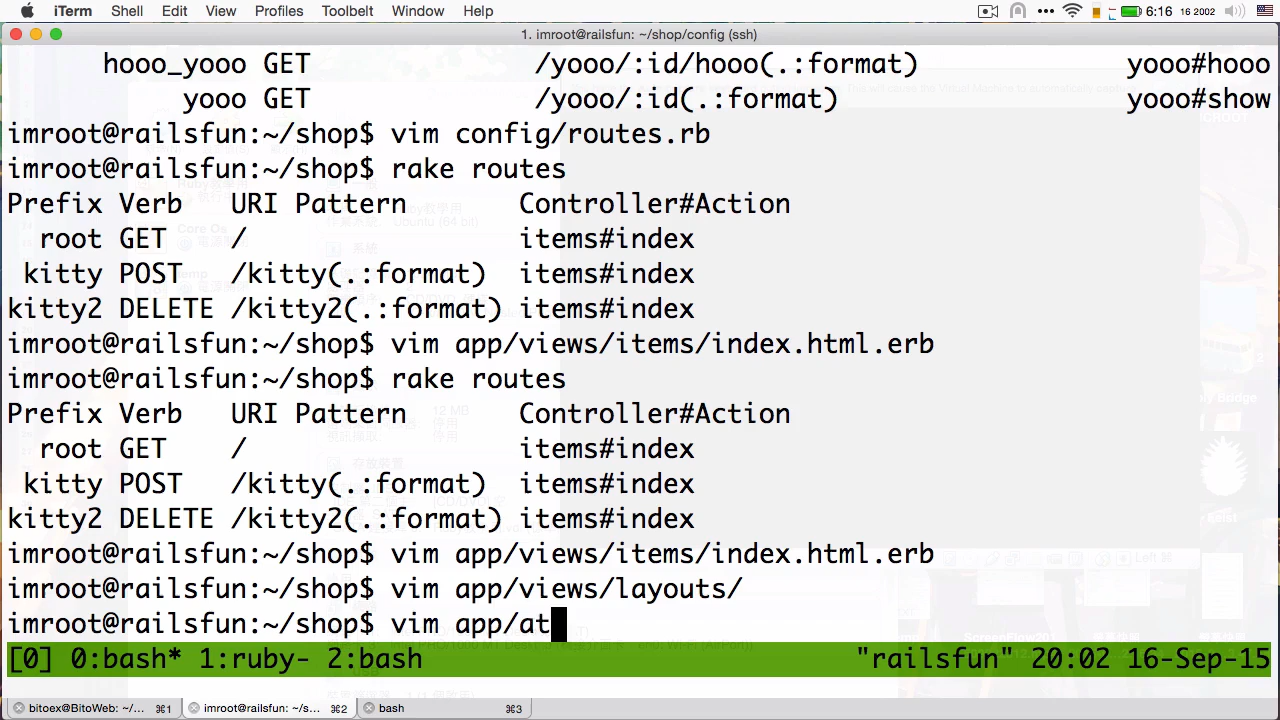 iTerm Shell Edit View Profiles Toolbelt Window Help 6:16 16 2002
1. imroot@railsfun: ~/shop/config (ssh)
hooo_yooo GET /yooo/:id/hooo(.:format) yooo#hooo
yooo GET /yooo/:id(.:format) yooo#show
imroot@railsfun:~/shop$ vim config/routes.rb
imroot@railsfun:~/shop$ rake routes
Prefix Verb URI Pattern Controller#Action
root GET / items#index
kitty POST /kitty(.:format) items#index
kitty2 DELETE /kitty2(.:format) items#index
imroot@railsfun:~/shop$ vim app/views/items/index.html.erb
imroot@railsfun:~/shop$ rake routes
Prefix Verb URI Pattern Controller#Action
root GET / items#index
kitty POST /kitty(.:format) items#index
kitty2 DELETE /kitty2(.:format) items#index
imroot@railsfun:~/shop$ vim app/views/items/index.html.erb
imroot@railsfun:~/shop$ vim app/views/layouts/
imroot@railsfun:~/shop$ vim app/at
[0] 0:bash* 1:ruby- 2:bash "railsfun" 20:02 16-Sep-15
bitoex@BitoWeb: ~/... ⌘1 imroot@railsfun: ~/s... ⌘2 bash ⌘3